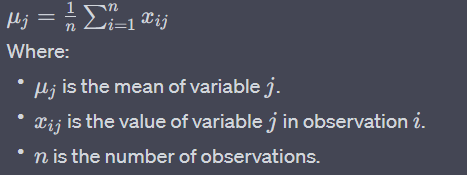 μⱼ = 1/n ∑ⁿᵢ₌₁ xᵢⱼ
Where:
• μⱼ is the mean of variable j.
• xᵢⱼ is the value of variable j in observation i.
• n is the number of observations.